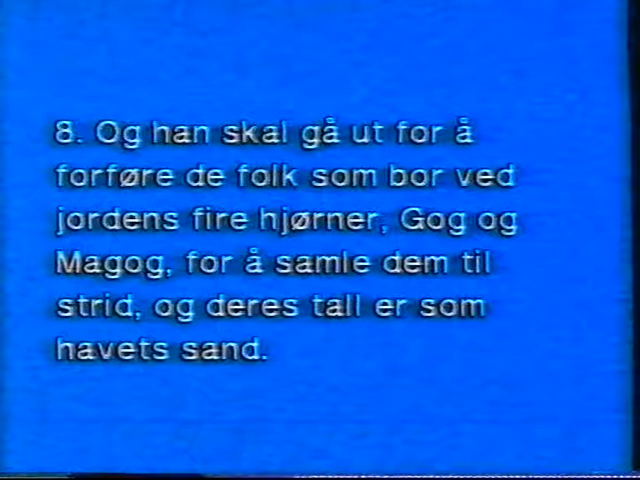 8. Og han skal gå ut for å
forføre de folk som bor ved
jordens fire hjørner, Gog og
Magog, for å samle dem til
strid, og deres tall er som
havets sand.